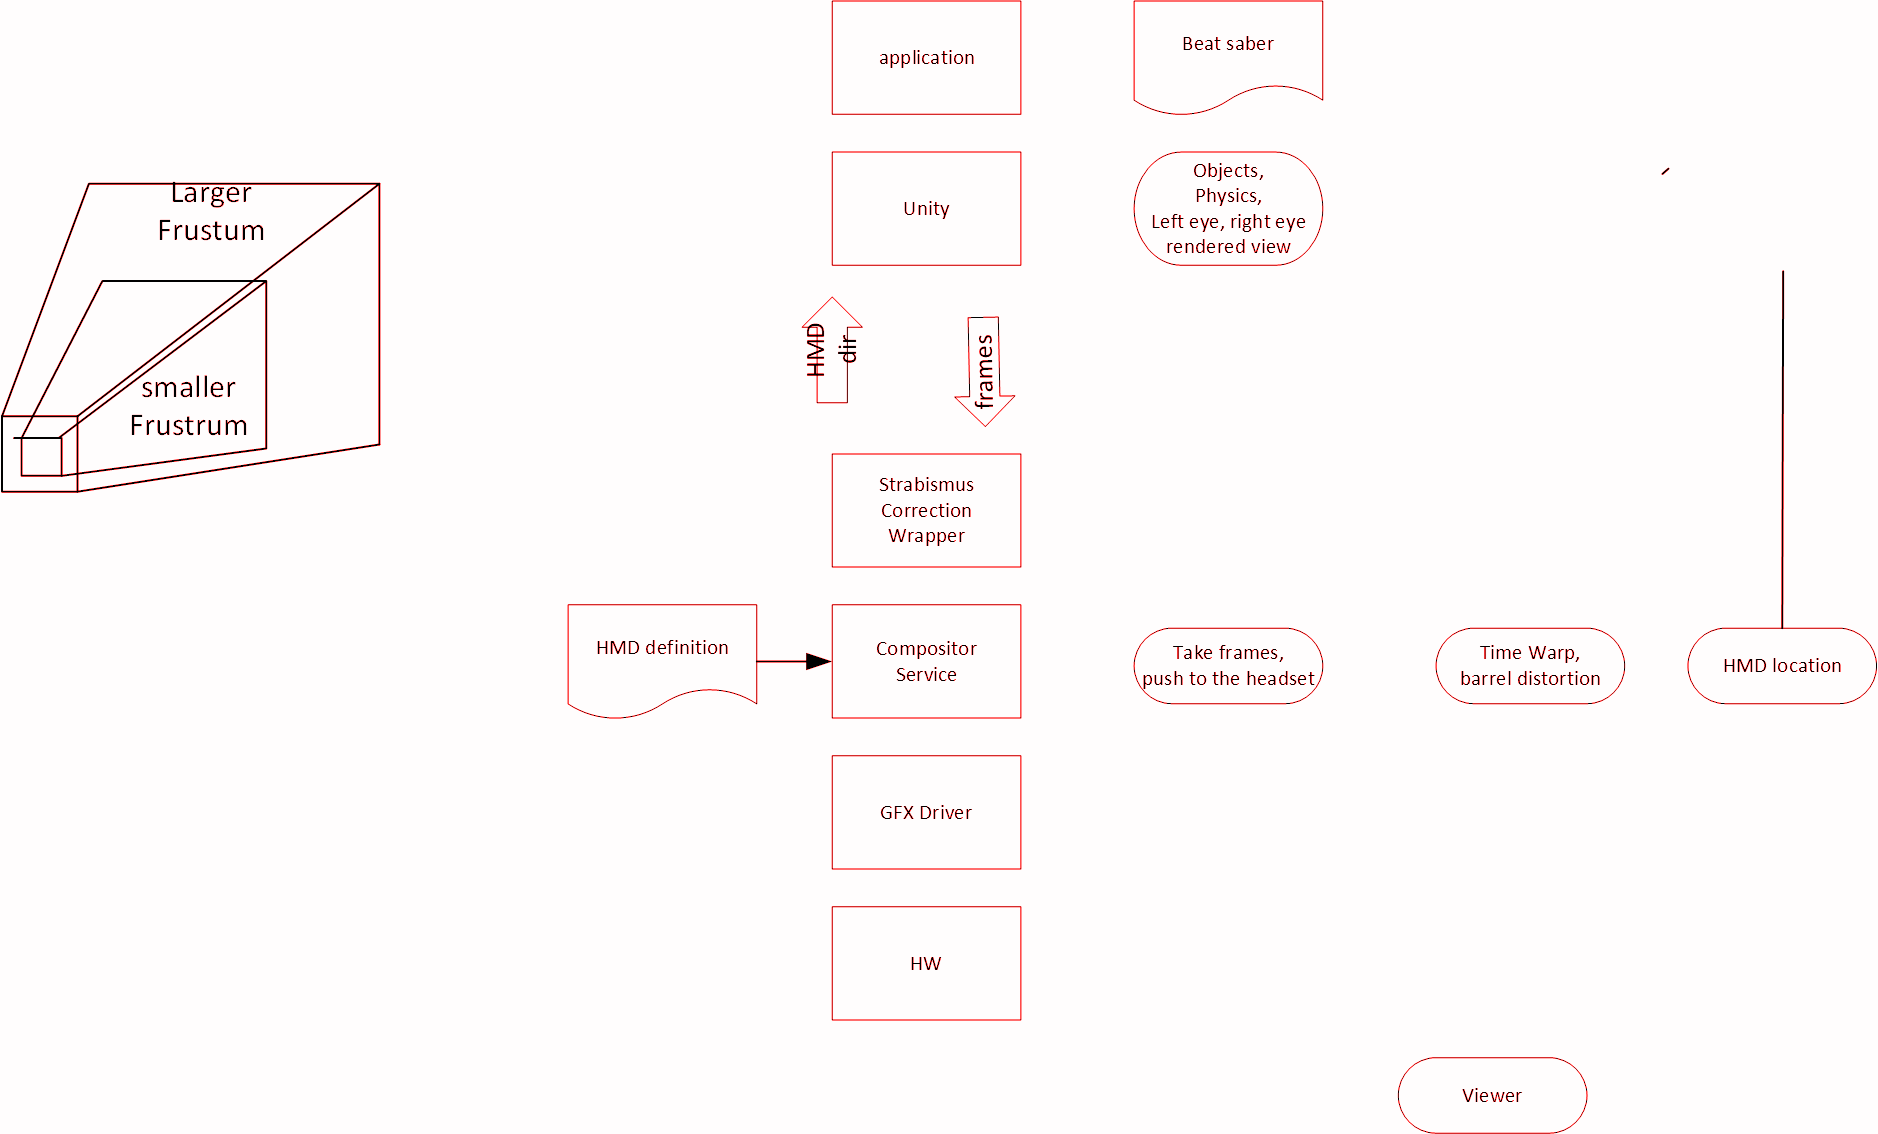 application
Beat saber
Larger
Frustum
Unity
Objects,
Physics,
Left eye, right eye
rendered view
HMD
dir
frames
smaller
Frustrum
Strabismus
Correction
Wrapper
HMD definition
Compositor
Service
Take frames,
push to the headset
Time Warp,
barrel distortion
HMD location
GFX Driver
HW
Viewer